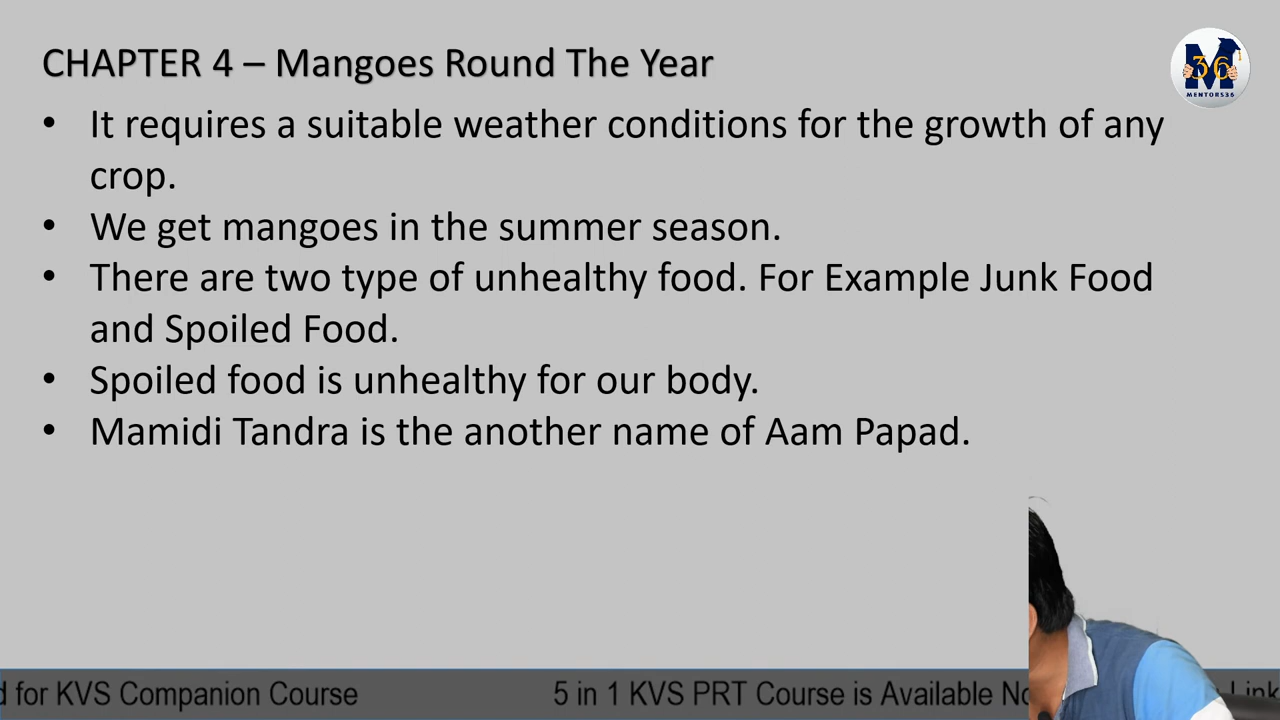 CHAPTER 4 – Mangoes Round The Year
M
36
MENTORS36
• It requires a suitable weather conditions for the growth of any
crop.
• We get mangoes in the summer season.
• There are two type of unhealthy food. For Example Junk Food
and Spoiled Food.
• Spoiled food is unhealthy for our body.
• Mamidi Tandra is the another name of Aam Papad.
d for KVS Companion Course 5 in 1 KVS PRT Course is Available Link